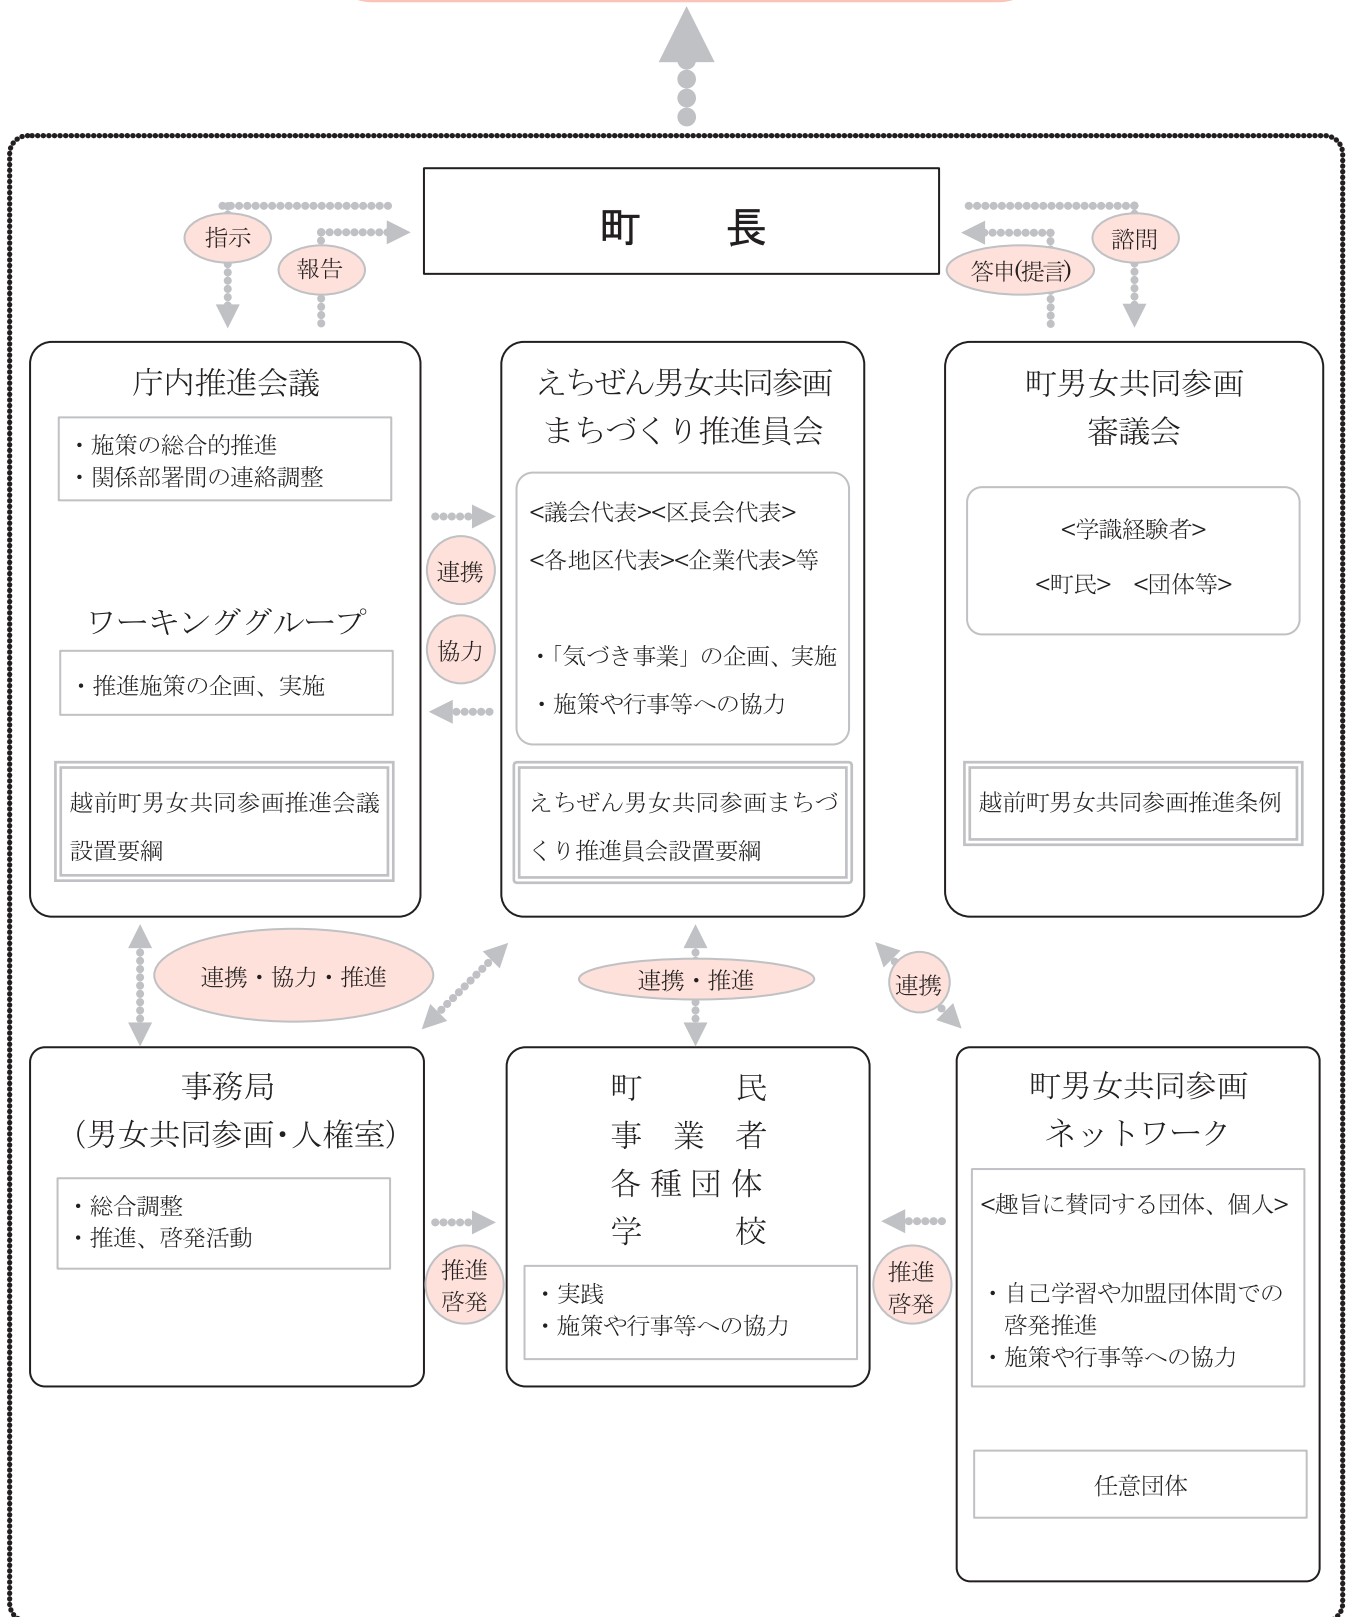 町　長
指示
報告
諮問
答申(提言)
庁内推進会議
・施策の総合的推進
・関係部署間の連絡調整
ワーキンググループ
・推進施策の企画、実施
越前町男女共同参画推進会議
設置要綱
連携
協力
えちぜん男女共同参画
まちづくり推進員会
<議会代表><区長会代表>
<各地区代表><企業代表>等
・「気づき事業」の企画、実施
・施策や行事等への協力
えちぜん男女共同参画まちづ
くり推進員会設置要綱
町男女共同参画
審議会
<学識経験者>
<町民>　<団体等>
越前町男女共同参画推進条例
連携・協力・推進
連携・推進
連携
事務局
（男女共同参画・人権室）
・総合調整
・推進、啓発活動
推進
啓発
町　民
事　業　者
各種団体
学　校
・実践
・施策や行事等への協力
推進
啓発
町男女共同参画
ネットワーク
<趣旨に賛同する団体、個人>
・自己学習や加盟団体間での
啓発推進
・施策や行事等への協力
任意団体